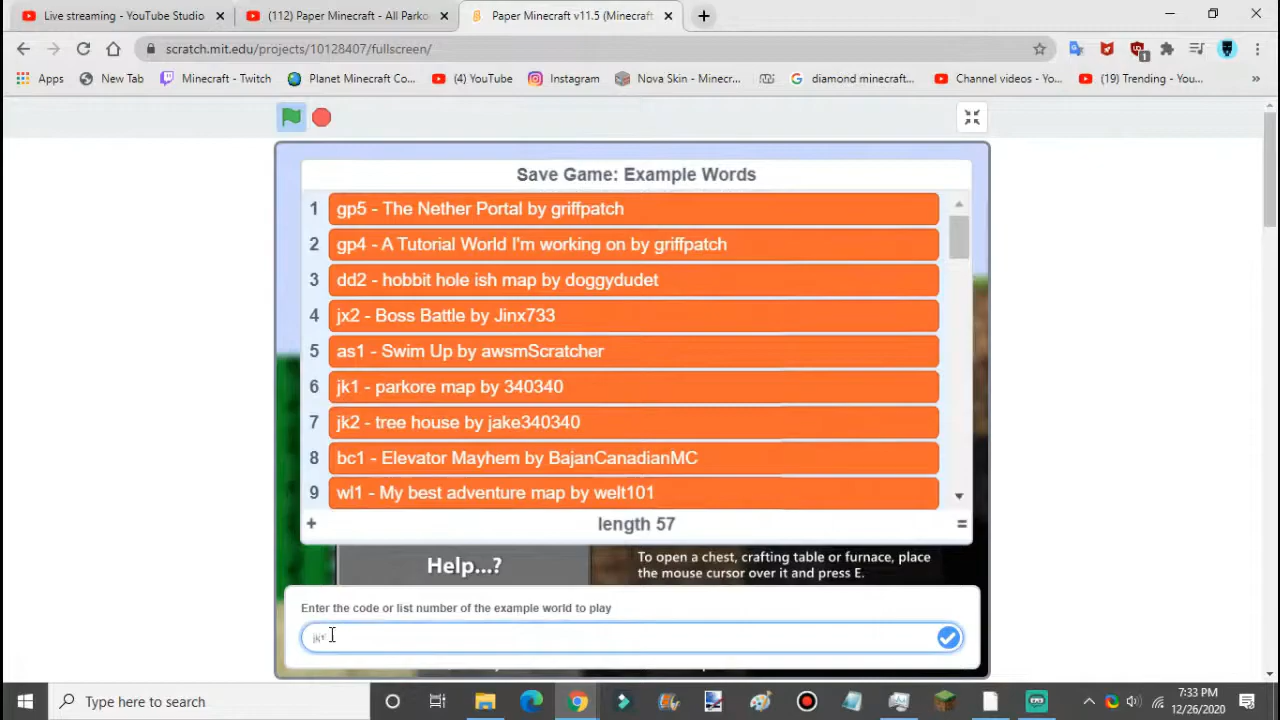 Live streaming - YouTube Studio
(112) Paper Minecraft - All Parko
Paper Minecraft v11.5 (Minecraft
scratch.mit.edu/projects/10128407/fullscreen/
1
Apps
New Tab
Minecraft - Twitch
Planet Minecraft Co...
(4) YouTube
Instagram
Nova Skin - Minecr...
diamond minecraft...
Channel videos - Yo...
(19) Trending - You...
»
Save Game: Example Words
1 gp5 - The Nether Portal by griffpatch
2 gp4 - A Tutorial World I'm working on by griffpatch
3 dd2 - hobbit hole ish map by doggydudet
4 jx2 - Boss Battle by Jinx733
5 as1 - Swim Up by awsmScratcher
6 jk1 - parkore map by 340340
7 jk2 - tree house by jake340340
8 bc1 - Elevator Mayhem by BajanCanadianMC
9 wl1 - My best adventure map by welt101
+ length 57 =
Help...?
To open a chest, crafting table or furnace, place
the mouse cursor over it and press E.
Enter the code or list number of the example world to play
jk1
Type here to search
7:33 PM
12/26/2020